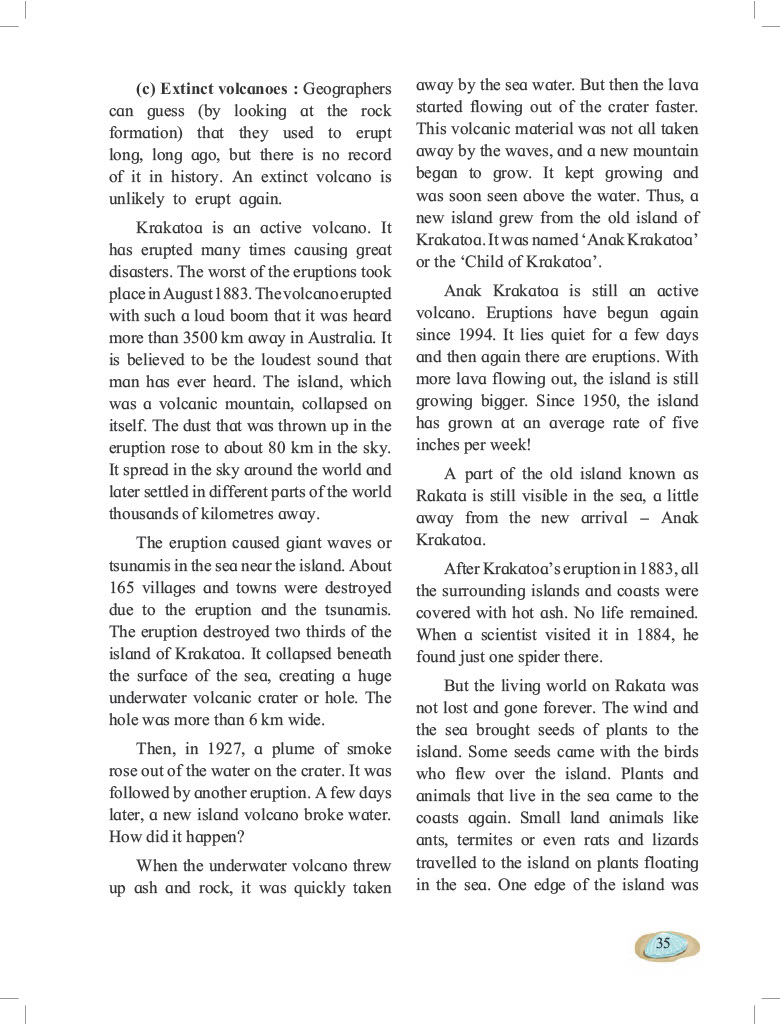 (c) Extinct volcanoes : Geographers
can guess (by looking at the rock
formation) that they used to erupt
long, long ago, but there is no record
of it in history. An extinct volcano is
unlikely to erupt again.
Krakatoa is an active volcano. It
has erupted many times causing great
disasters. The worst of the eruptions took
place in August 1883. The volcano erupted
with such a loud boom that it was heard
more than 3500 km away in Australia. It
is believed to be the loudest sound that
man has ever heard. The island, which
was a volcanic mountain, collapsed on
itself. The dust that was thrown up in the
eruption rose to about 80 km in the sky.
It spread in the sky around the world and
later settled in different parts of the world
thousands of kilometres away.
The eruption caused giant waves or
tsunamis in the sea near the island. About
165 villages and towns were destroyed
due to the eruption and the tsunamis.
The eruption destroyed two thirds of the
island of Krakatoa. It collapsed beneath
the surface of the sea, creating a huge
underwater volcanic crater or hole. The
hole was more than 6 km wide.
Then, in 1927, a plume of smoke
rose out of the water on the crater. It was
followed by another eruption. A few days
later, a new island volcano broke water.
How did it happen?
When the underwater volcano threw
up ash and rock, it was quickly taken
away by the sea water. But then the lava
started flowing out of the crater faster.
This volcanic material was not all taken
away by the waves, and a new mountain
began to grow. It kept growing and
was soon seen above the water. Thus, a
new island grew from the old island of
Krakatoa. It was named ‘Anak Krakatoa’
or the ‘Child of Krakatoa’.
Anak Krakatoa is still an active
volcano. Eruptions have begun again
since 1994. It lies quiet for a few days
and then again there are eruptions. With
more lava flowing out, the island is still
growing bigger. Since 1950, the island
has grown at an average rate of five
inches per week!
A part of the old island known as
Rakata is still visible in the sea, a little
away from the new arrival – Anak
Krakatoa.
After Krakatoa’s eruption in 1883, all
the surrounding islands and coasts were
covered with hot ash. No life remained.
When a scientist visited it in 1884, he
found just one spider there.
But the living world on Rakata was
not lost and gone forever. The wind and
the sea brought seeds of plants to the
island. Some seeds came with the birds
who flew over the island. Plants and
animals that live in the sea came to the
coasts again. Small land animals like
ants, termites or even rats and lizards
travelled to the island on plants floating
in the sea. One edge of the island was
35